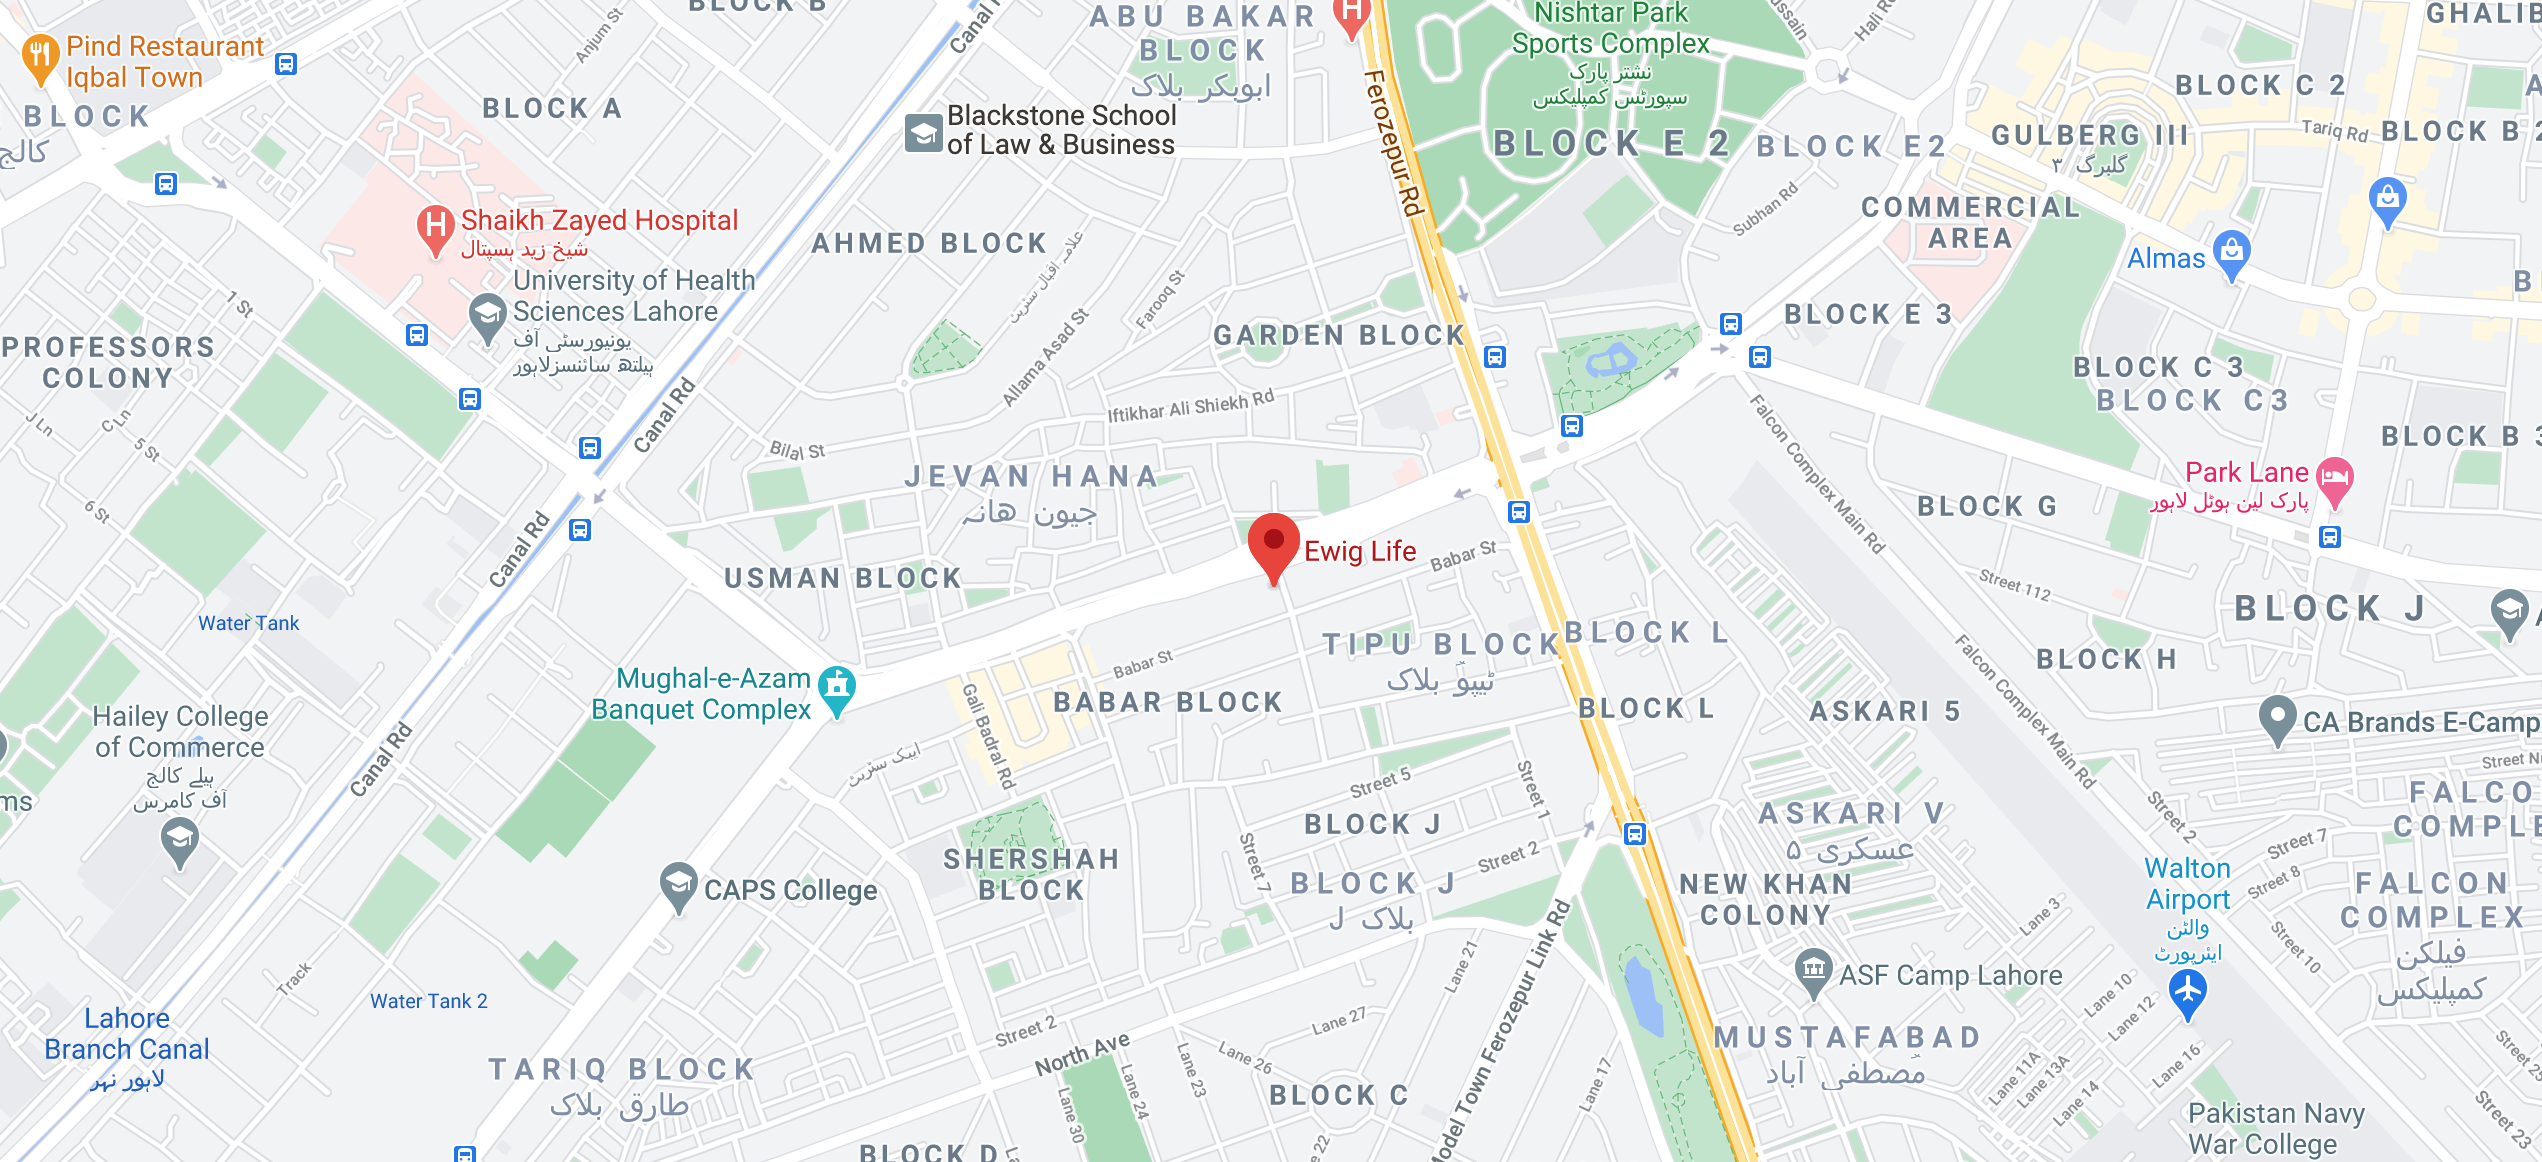 BLOCK B
Canal R
ABU BAKAR
BLOCK
ابوبکر بلاک
Nishtar Park
Sports Complex
نشتر پارک
سپورٹس کمپلیکس
Hali Rd
GHALIB
Pind Restaurant
Iqbal Town
Anjum St
BLOCK
کالج
BLOCK A
Blackstone School
of Law & Business
Ferozepur Rd
BLOCK E 2
BLOCK E2
BLOCK C 2
GULBERG III
گلبرگ ۳
Tariq Rd
BLOCK B 2
Shaikh Zayed Hospital
شیخ زید ہسپتال
AHMED BLOCK
علامہ اقبال سٹریٹ
Farooq St
Subhan Rd
COMMERCIAL
AREA
Almas
University of Health
Sciences Lahore
یونیورسٹی آف
ہیلتھ سائنسزلاہور
1 St
Allama Asad St
GARDEN BLOCK
BLOCK E 3
PROFESSORS
COLONY
BLOCK C 3
BLOCK C3
Canal Rd
Iftikhar Ali Shiekh Rd
J Ln
C Ln
5 St
Bilal St
Falcon Complex Main Rd
BLOCK B 3
JEVAN HANA
جیون ھانہ
Park Lane
پارک لین ہوٹل لاہور
BLOCK G
6 St
Canal Rd
Ewig Life
Babar St
USMAN BLOCK
Street 112
BLOCK J
Water Tank
TIPU BLOCK
ٹیپو بلاک
BLOCK L
Falcon Complex Main Rd
BLOCK H
Mughal-e-Azam
Banquet Complex
Babar St
Gali Badral Rd
BABAR BLOCK
BLOCK L
ASKARI 5
CA Brands E-Camp
Hailey College
of Commerce
ہیلے کالج
آف کامرس
Canal Rd
ایبک سٹریٹ
Street 5
Street 1
Street 2
FALCO
COMPLE
ms
BLOCK J
ASKARI V
عسکری ۵
Street 7
SHERSHAH
BLOCK
Street 7
Street 2
BLOCK J
بلاک J
NEW KHAN
COLONY
Walton
Airport
والٹن
ایئرپورٹ
Street 8
FALCON
COMPLEX
فیلکن
کمپلیکس
CAPS College
Lane 3
Street 10
Track
Water Tank 2
Lane 21
Model Town Ferozepur Link Rd
ASF Camp Lahore
Lane 10
Lane 12
Lahore
Branch Canal
لاہور نہر
Street 2
North Ave
Lane 27
MUSTAFABAD
مصطفی آباد
TARIQ BLOCK
طارق بلاک
Lane 26
Lane 23
Lane 24
Lane 30
BLOCK C
Lane 17
Lane 11A
Lane 13A
Lane 14
Lane 16
Street 23
Pakistan Navy
War College
BLOCK D